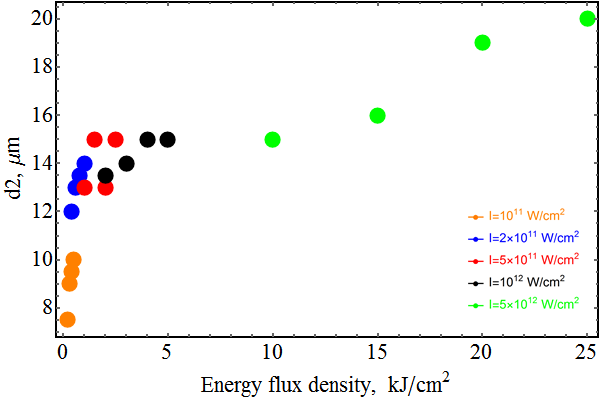 20
18
16
14
12
10
8
d2, μm
I=10¹¹ W/cm²
I=2×10¹¹ W/cm²
I=5×10¹¹ W/cm²
I=10¹² W/cm²
I=5×10¹² W/cm²
0 5 10 15 20 25
Energy flux density, kJ/cm²